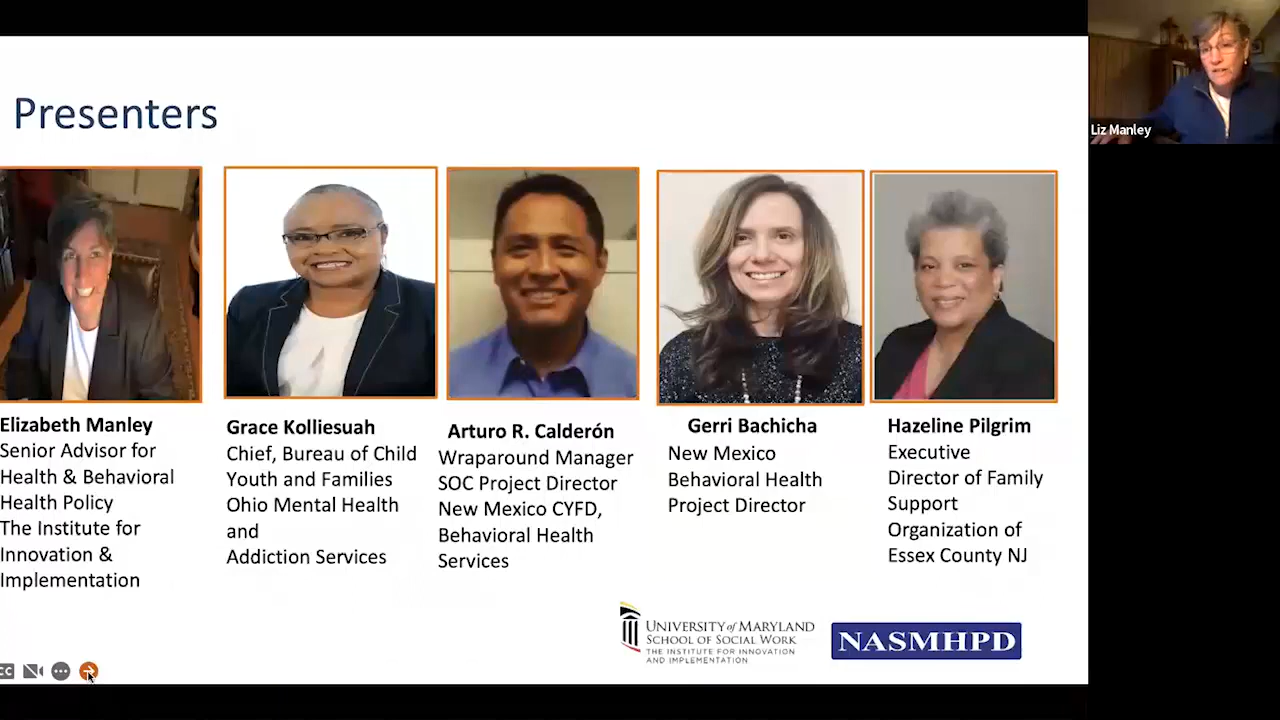 Presenters
Liz Manley
Elizabeth Manley
Senior Advisor for
Health & Behavioral
Health Policy
The Institute for
Innovation &
Implementation
Grace Kolliesuah
Chief, Bureau of Child
Youth and Families
Ohio Mental Health
and
Addiction Services
Arturo R. Calderón
Wraparound Manager
SOC Project Director
New Mexico CYFD,
Behavioral Health
Services
Gerri Bachicha
New Mexico
Behavioral Health
Project Director
Hazeline Pilgrim
Executive
Director of Family
Support
Organization of
Essex County NJ
UNIVERSITY of MARYLAND
SCHOOL OF SOCIAL WORK
THE INSTITUTE FOR INNOVATION
AND IMPLEMENTATION
NASMHPD
CC